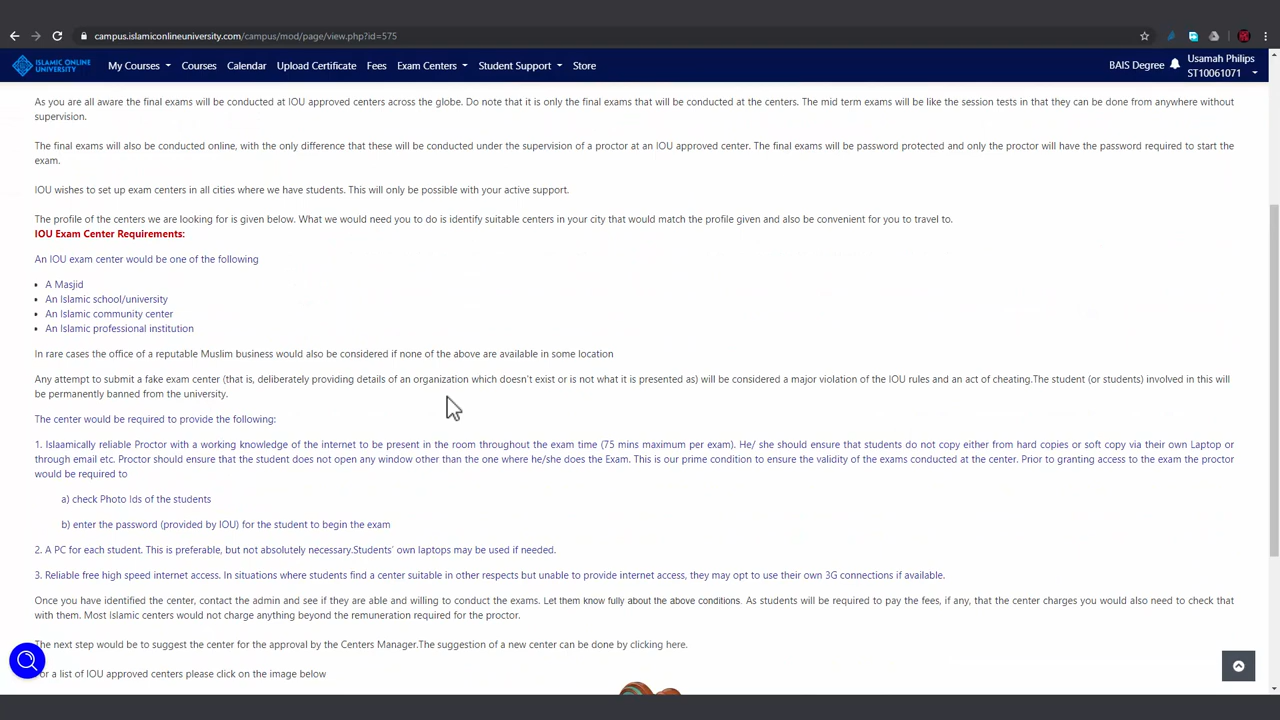 campus.islamiconlineuniversity.com/campus/mod/page/view.php?id=575
ISLAMIC ONLINE
UNIVERSITY
My Courses
Courses
Calendar
Upload Certificate
Fees
Exam Centers
Student Support
Store
BAIS Degree
Usamah Philips
ST10061071
As you are all aware the final exams will be conducted at IOU approved centers across the globe. Do note that it is only the final exams that will be conducted at the centers. The mid term exams will be like the session tests in that they can be done from anywhere without
supervision.
The final exams will also be conducted online, with the only difference that these will be conducted under the supervision of a proctor at an IOU approved center. The final exams will be password protected and only the proctor will have the password required to start the
exam.
IOU wishes to set up exam centers in all cities where we have students. This will only be possible with your active support.
The profile of the centers we are looking for is given below. What we would need you to do is identify suitable centers in your city that would match the profile given and also be convenient for you to travel to.
IOU Exam Center Requirements:
An IOU exam center would be one of the following
• A Masjid
• An Islamic school/university
• An Islamic community center
• An Islamic professional institution
In rare cases the office of a reputable Muslim business would also be considered if none of the above are available in some location
Any attempt to submit a fake exam center (that is, deliberately providing details of an organization which doesn't exist or is not what it is presented as) will be considered a major violation of the IOU rules and an act of cheating.The student (or students) involved in this will
be permanently banned from the university.
The center would be required to provide the following:
1. Islaamically reliable Proctor with a working knowledge of the internet to be present in the room throughout the exam time (75 mins maximum per exam). He/ she should ensure that students do not copy either from hard copies or soft copy via their own Laptop or
through email etc. Proctor should ensure that the student does not open any window other than the one where he/she does the Exam. This is our prime condition to ensure the validity of the exams conducted at the center. Prior to granting access to the exam the proctor
would be required to
a) check Photo Ids of the students
b) enter the password (provided by IOU) for the student to begin the exam
2. A PC for each student. This is preferable, but not absolutely necessary.Students' own laptops may be used if needed.
3. Reliable free high speed internet access. In situations where students find a center suitable in other respects but unable to provide internet access, they may opt to use their own 3G connections if available.
Once you have identified the center, contact the admin and see if they are able and willing to conduct the exams. Let them know fully about the above conditions. As students will be required to pay the fees, if any, that the center charges you would also need to check that
with them. Most Islamic centers would not charge anything beyond the remuneration required for the proctor.
The next step would be to suggest the center for the approval by the Centers Manager.The suggestion of a new center can be done by clicking here.
or a list of IOU approved centers please click on the image below